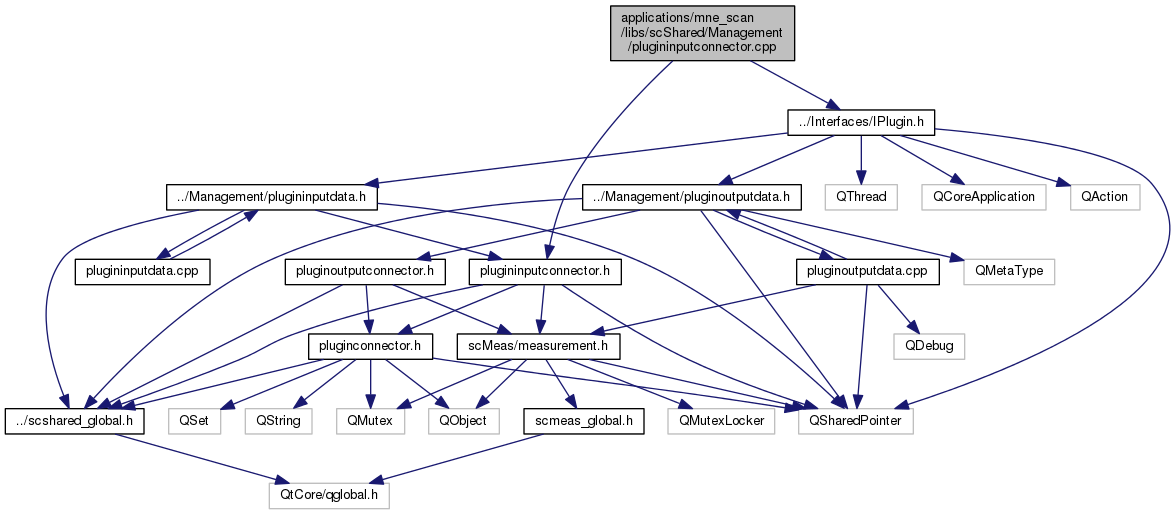 applications/mne_scan
/libs/scShared/Management
/plugininputconnector.cpp
../Interfaces/IPlugin.h
../Management/plugininputdata.h
../Management/pluginoutputdata.h
QThread
QCoreApplication
QAction
plugininputdata.cpp
pluginoutputconnector.h
plugininputconnector.h
pluginoutputdata.cpp
QMetaType
pluginconnector.h
scMeas/measurement.h
QDebug
../scshared_global.h
QSet
QString
QMutex
QObject
scmeas_global.h
QMutexLocker
QSharedPointer
QtCore/qglobal.h